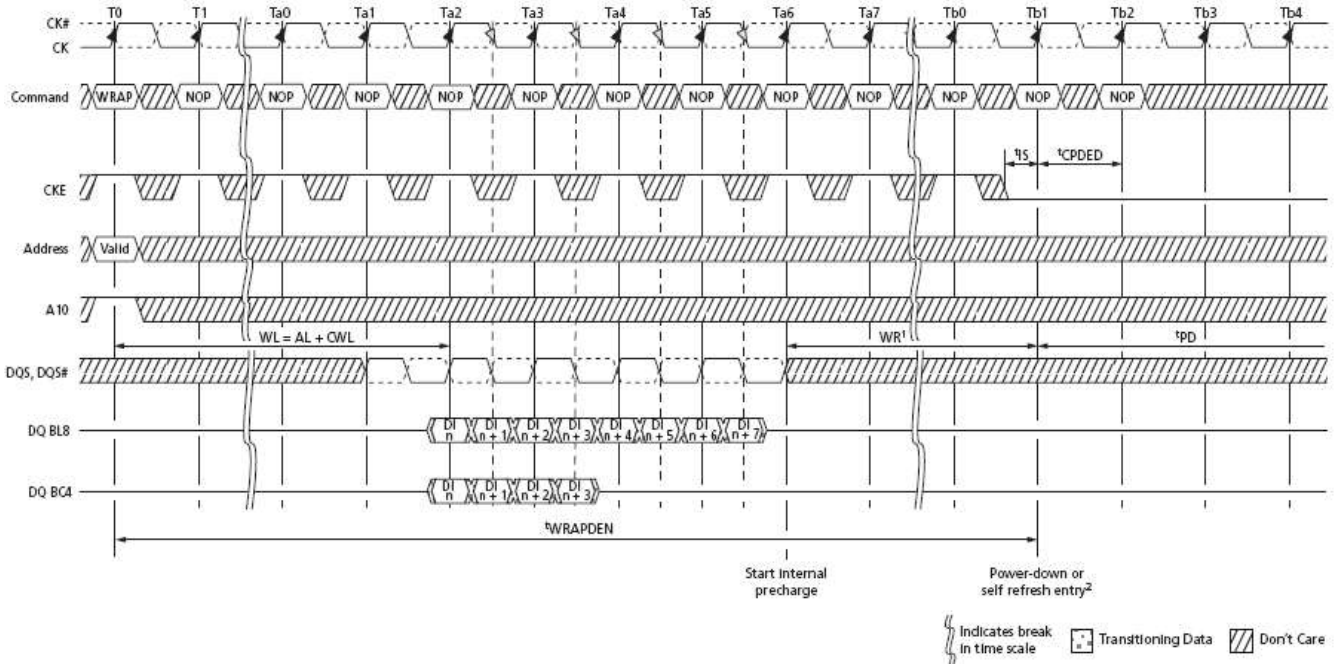 T0 T1 Ta0 Ta1 Ta2 Ta3 Ta4 Ta5 Ta6 Ta7 Tb0 Tb1 Tb2 Tb3 Tb4
CK#
CK
Command WRAP NOP NOP NOP NOP NOP NOP NOP NOP NOP NOP NOP NOP
tIS tCPDED
CKE
Address Valid
A10
WL = AL + CWL WR1 tPD
DQS, DQS#
DQ BL8 DI n DI n + 1 DI n + 2 DI n + 3 DI n + 4 DI n + 5 DI n + 6 DI n + 7
DQ BC4 DI n DI n + 1 DI n + 2 DI n + 3
tWRAPDEN
Start internal
precharge
Power-down or
self refresh entry2
Indicates break
in time scale
Transitioning Data
Don't Care